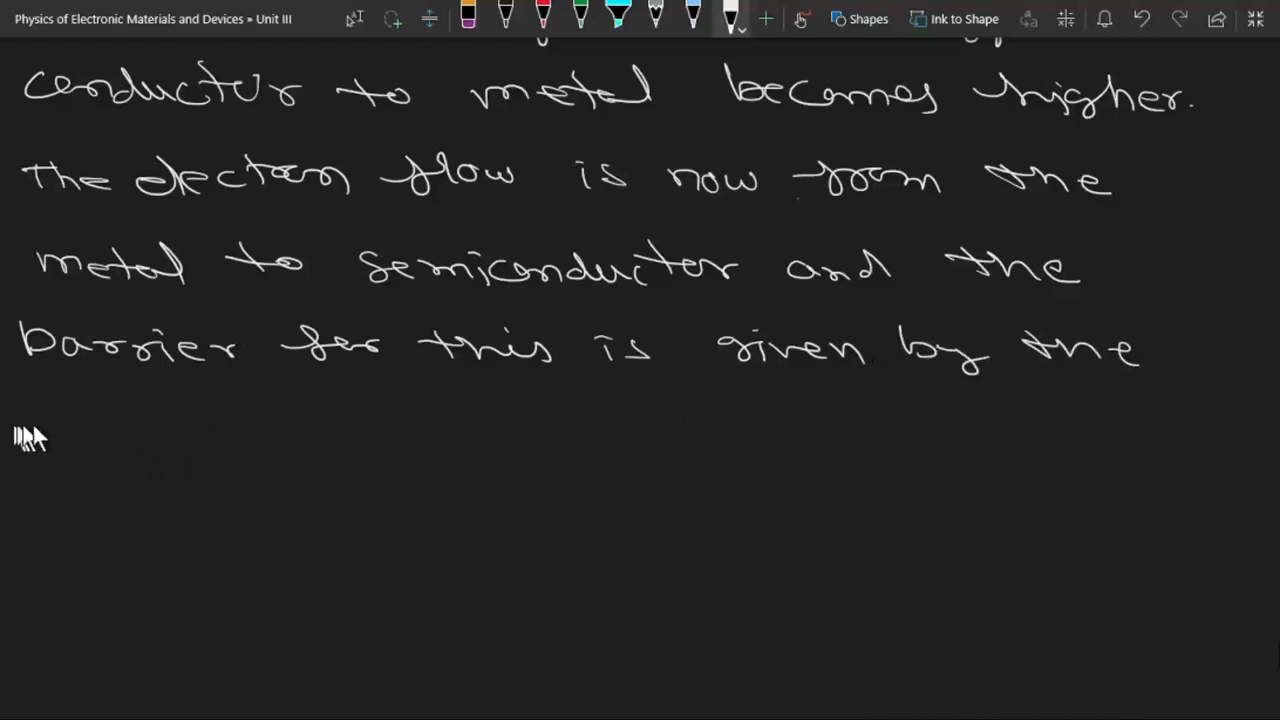 Physics of Electronic Materials and Devices » Unit III
Shapes
Ink to Shape
conductor to metal becomes higher.
The electron flow is now from the
metal to semiconductor and the
barrier for this is given by the